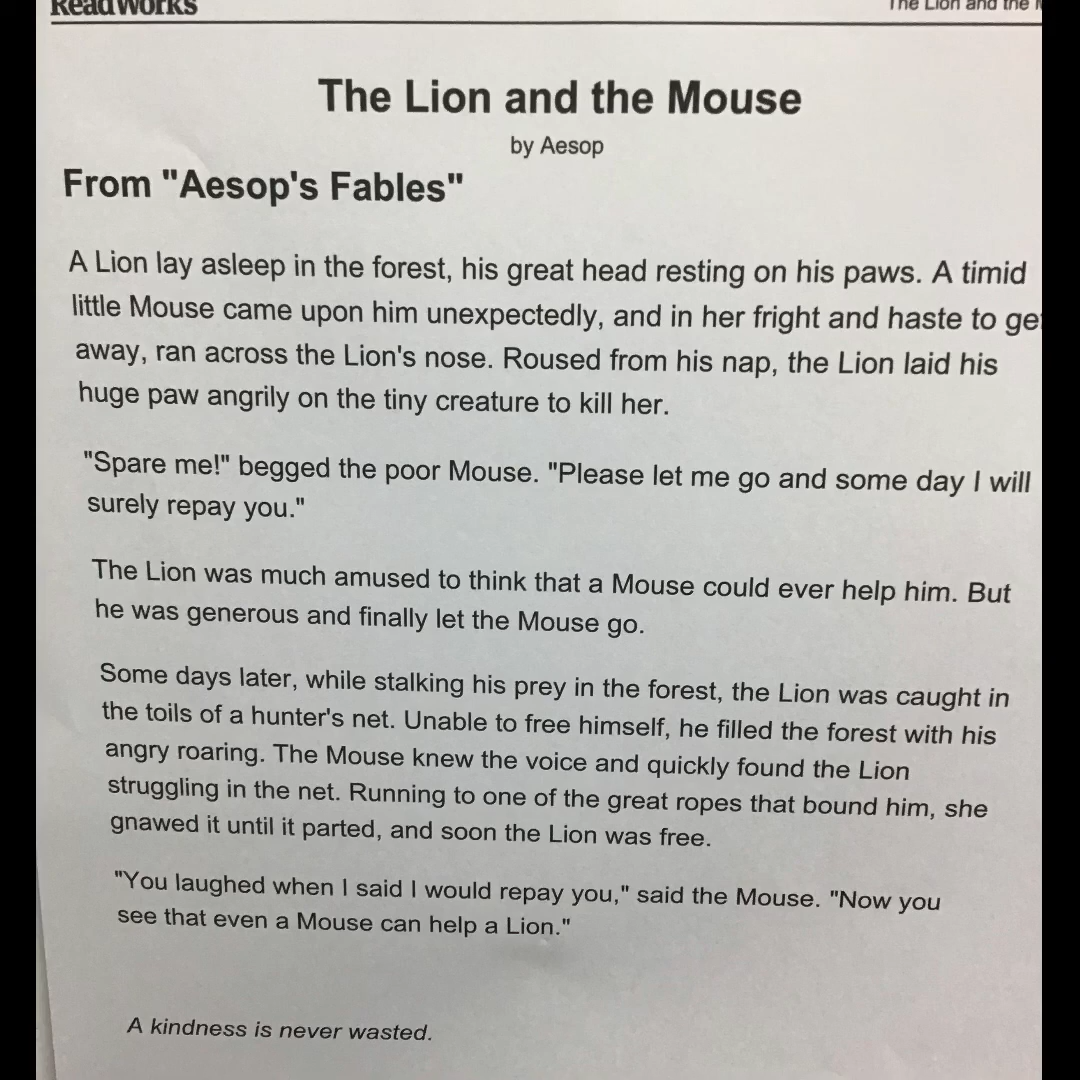 ReadWorks
The Lion and the
The Lion and the Mouse
by Aesop
From "Aesop's Fables"
A Lion lay asleep in the forest, his great head resting on his paws. A timid
little Mouse came upon him unexpectedly, and in her fright and haste to get
away, ran across the Lion's nose. Roused from his nap, the Lion laid his
huge paw angrily on the tiny creature to kill her.
"Spare me!" begged the poor Mouse. "Please let me go and some day I will
surely repay you."
The Lion was much amused to think that a Mouse could ever help him. But
he was generous and finally let the Mouse go.
Some days later, while stalking his prey in the forest, the Lion was caught in
the toils of a hunter's net. Unable to free himself, he filled the forest with his
angry roaring. The Mouse knew the voice and quickly found the Lion
struggling in the net. Running to one of the great ropes that bound him, she
gnawed it until it parted, and soon the Lion was free.
"You laughed when I said I would repay you," said the Mouse. "Now you
see that even a Mouse can help a Lion."
A kindness is never wasted.